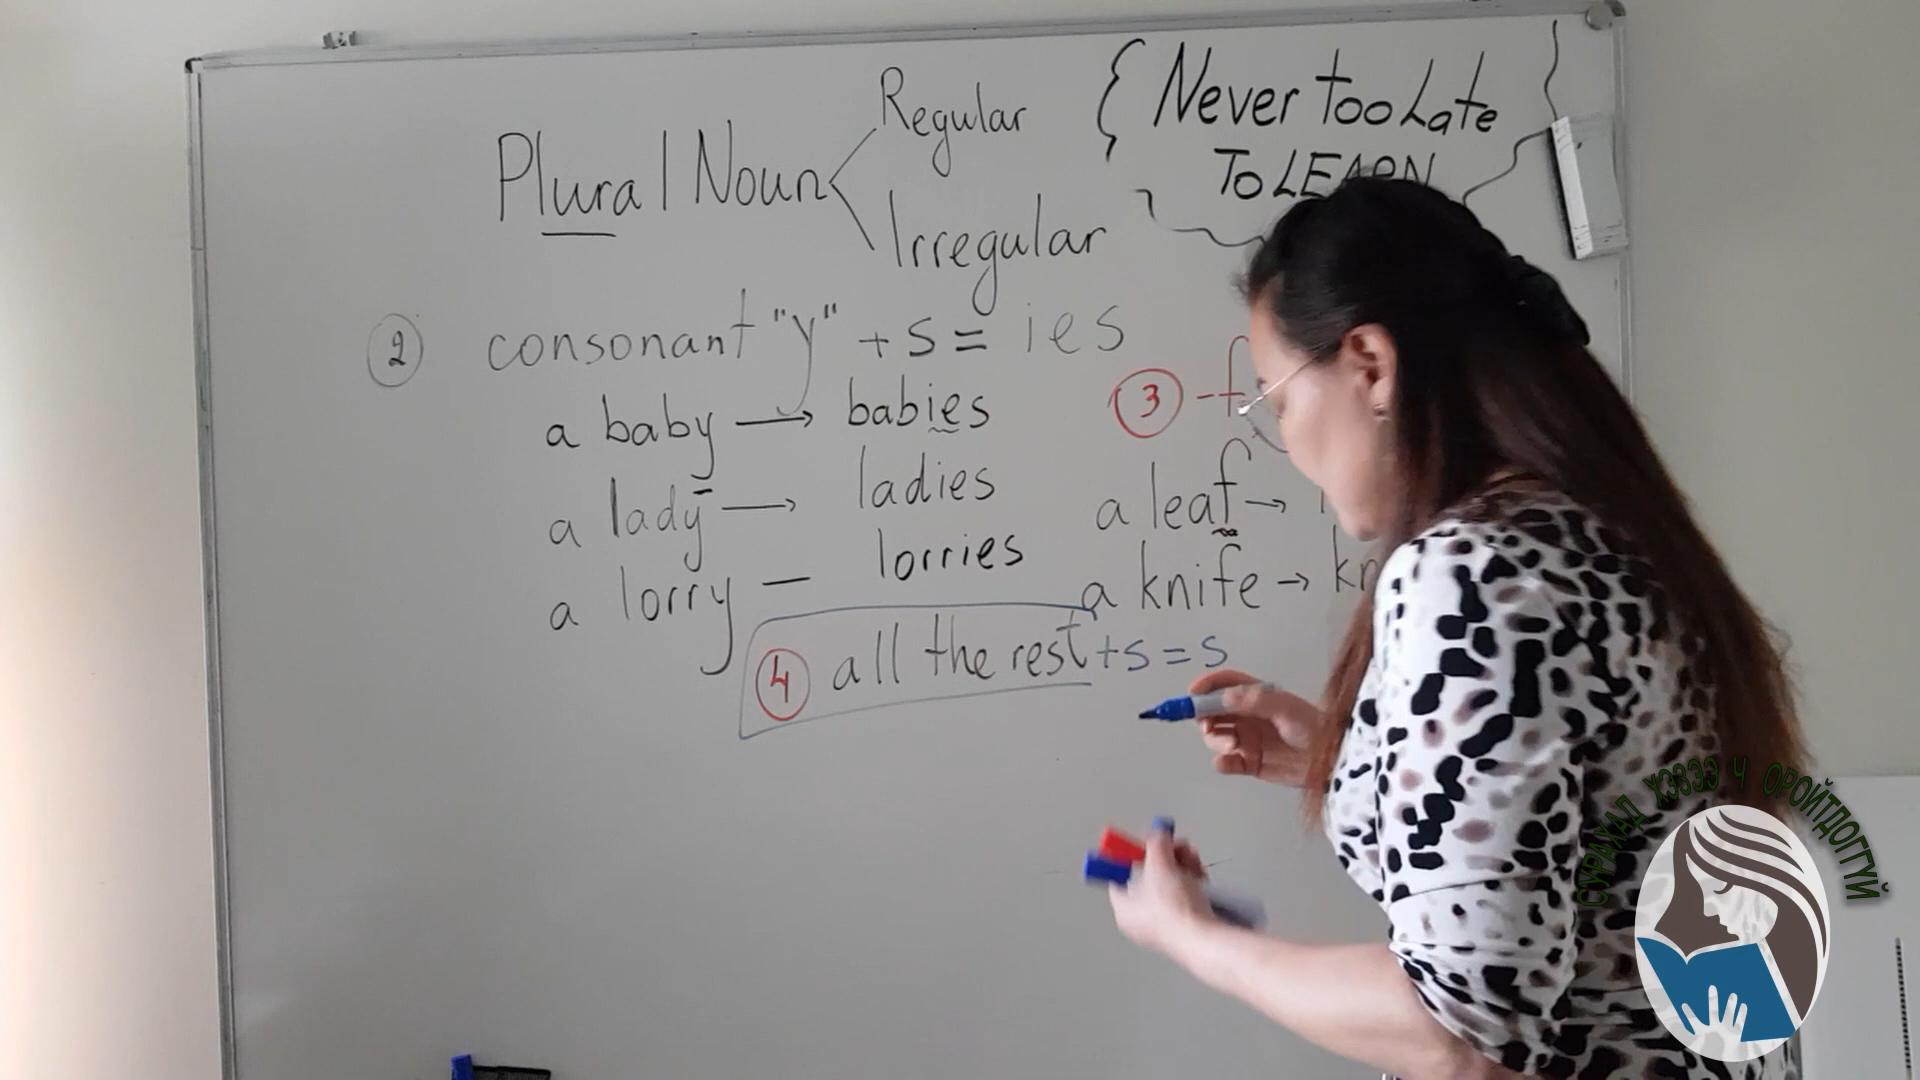 Plural Noun
Regular
Irregular
{ Never Too Late
To LEARN
2 consonant "y" + s = ies
a baby → babies
a lady → ladies
a lorry — lorries
3 -f
a leaf →
a knife → kn
4 all the rest + s = s
СУРАХАД ХЭЗЭЭ Ч ОРОЙТДОГГҮЙ